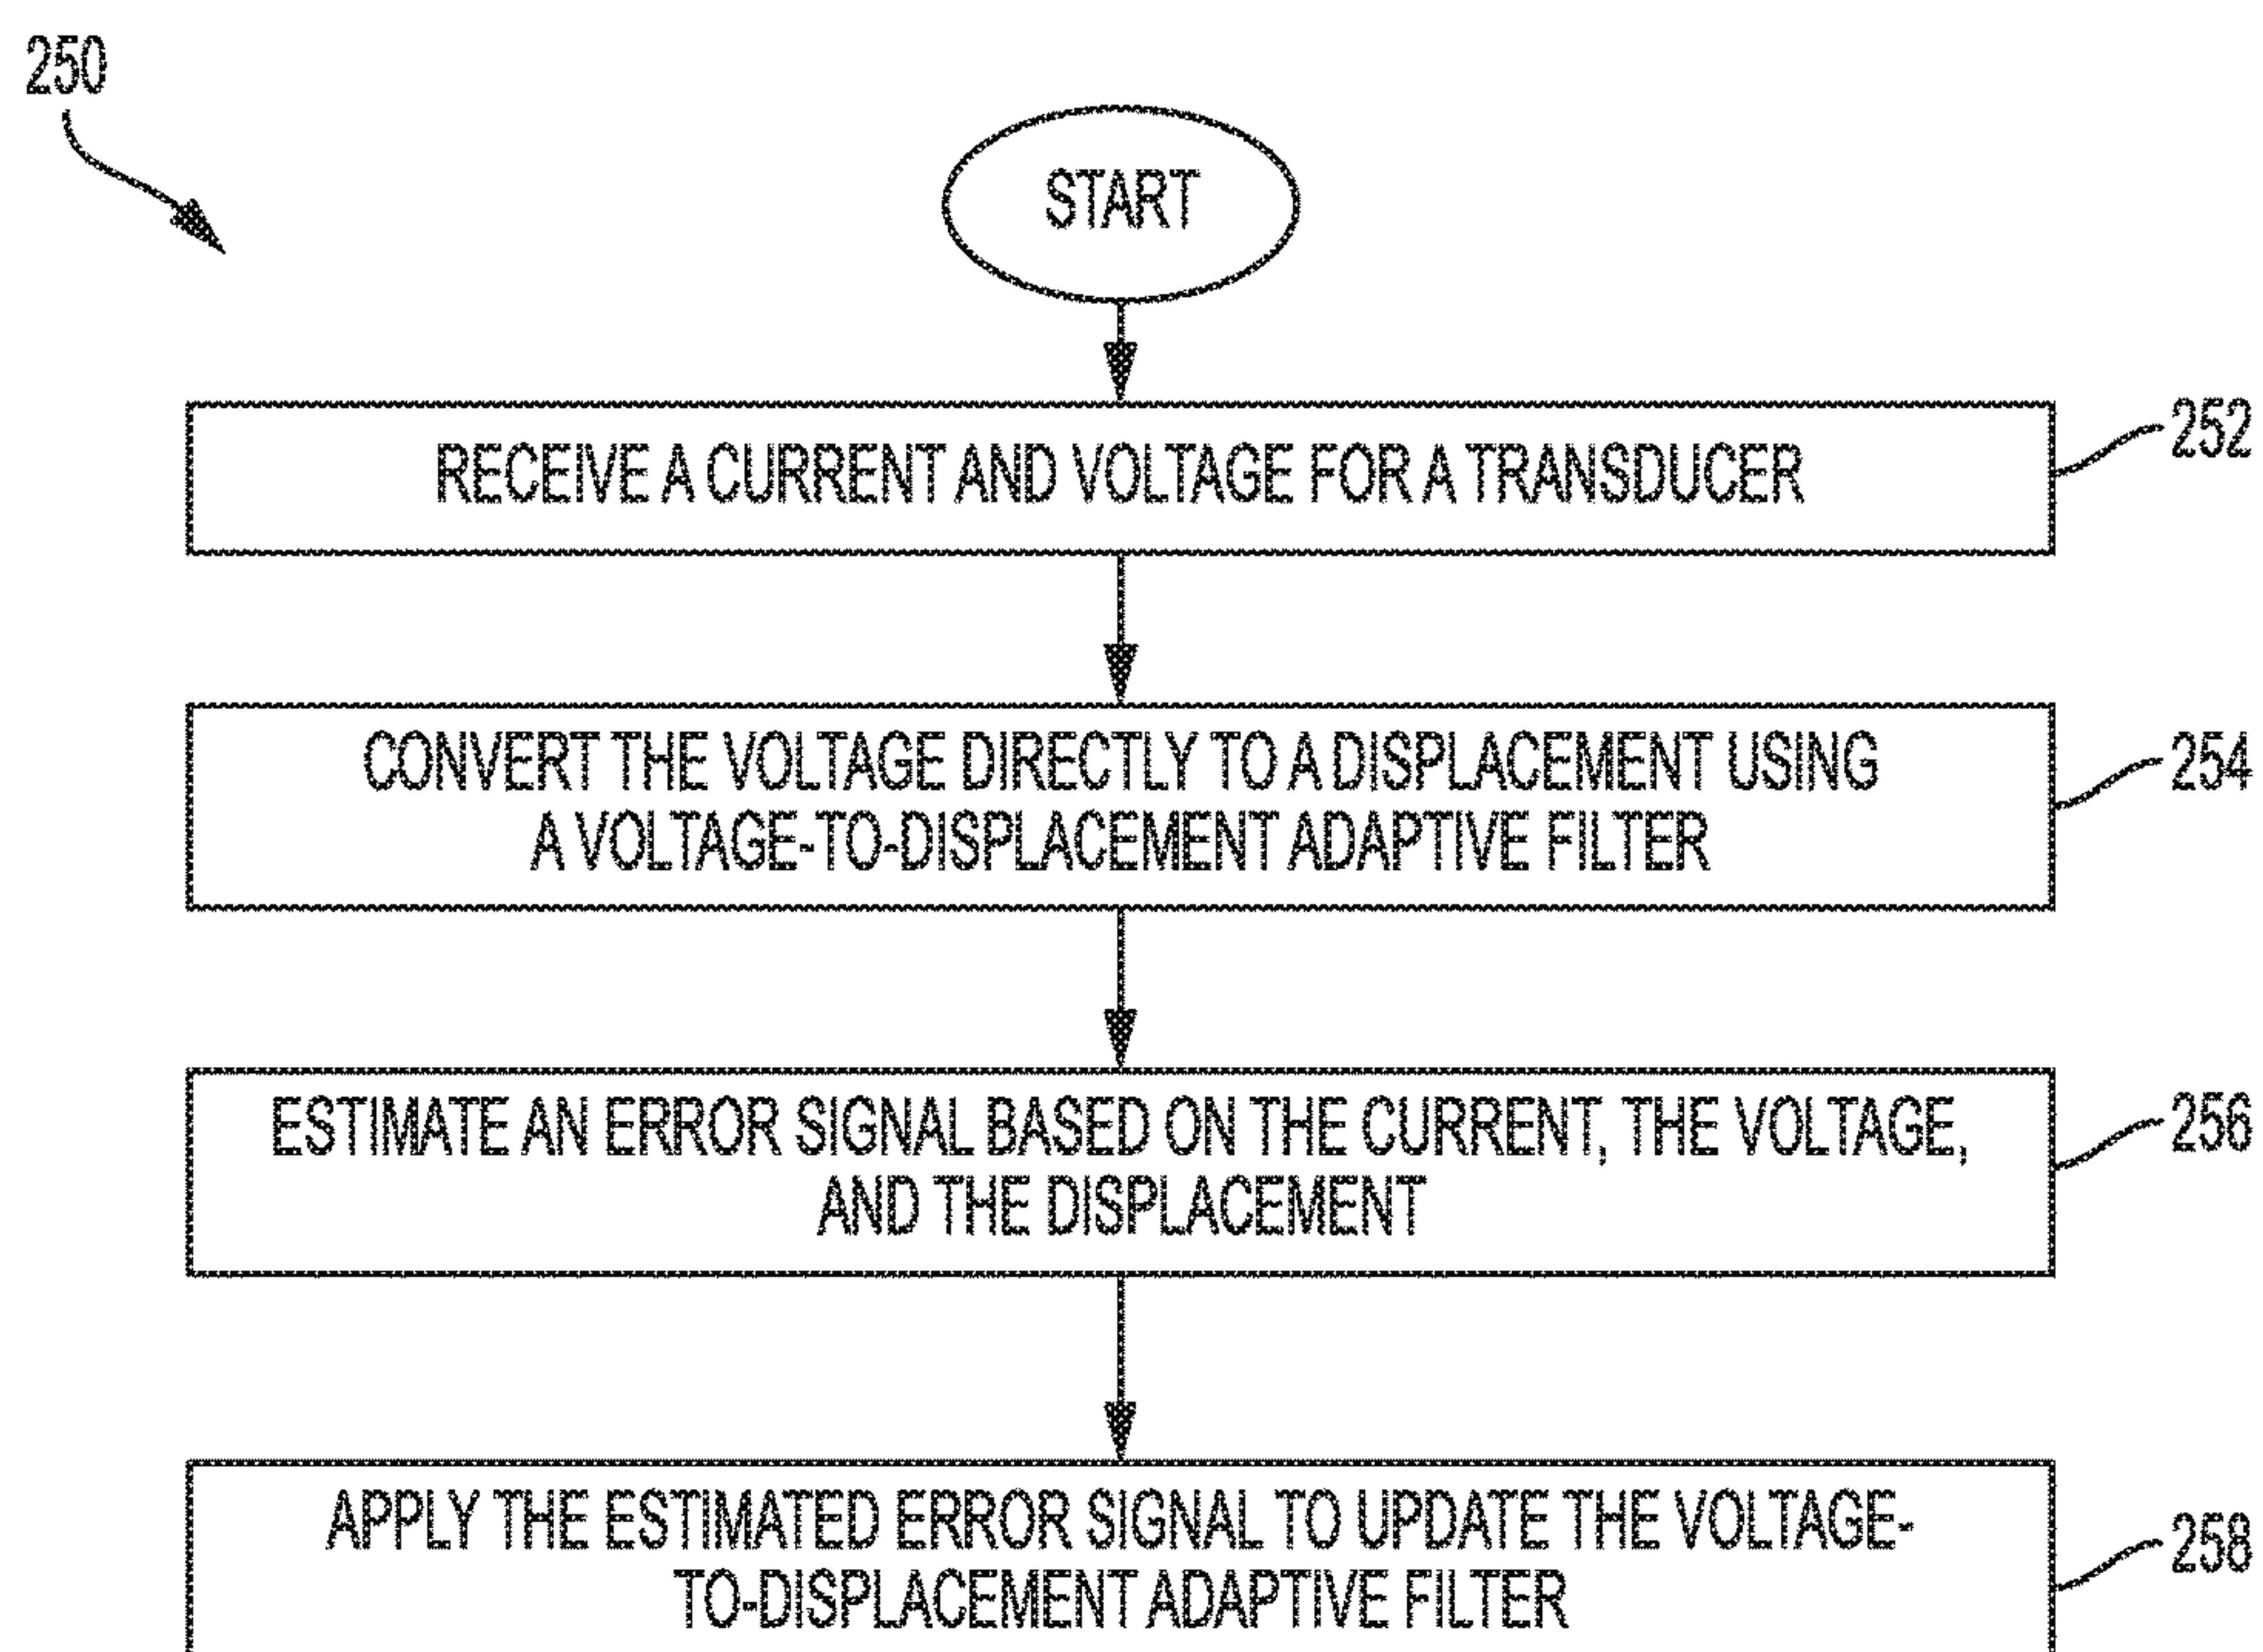 250
START
RECEIVE A CURRENT AND VOLTAGE FOR A TRANSDUCER
252
CONVERT THE VOLTAGE DIRECTLY TO A DISPLACEMENT USING
A VOLTAGE-TO-DISPLACEMENT ADAPTIVE FILTER
254
ESTIMATE AN ERROR SIGNAL BASED ON THE CURRENT, THE VOLTAGE,
AND THE DISPLACEMENT
256
APPLY THE ESTIMATED ERROR SIGNAL TO UPDATE THE VOLTAGE-
TO-DISPLACEMENT ADAPTIVE FILTER
258